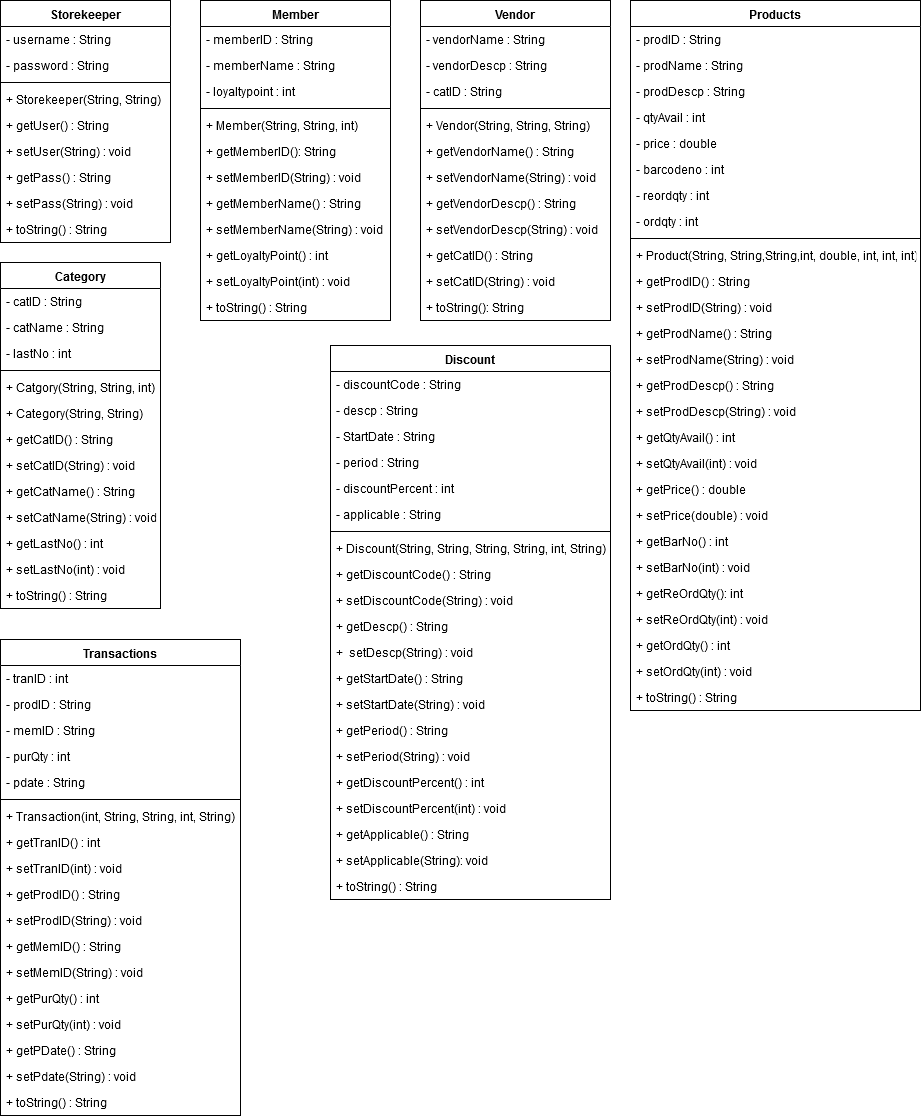 Storekeeper
- username : String
- password : String
+ Storekeeper(String, String)
+ getUser() : String
+ setUser(String) : void
+ getPass() : String
+ setPass(String) : void
+ toString() : String
Member
- memberID : String
- memberName : String
- loyaltypoint : int
+ Member(String, String, int)
+ getMemberID(): String
+ setMemberID(String) : void
+ getMemberName() : String
+ setMemberName(String) : void
+ getLoyaltyPoint() : int
+ setLoyaltyPoint(int) : void
+ toString() : String
Vendor
- vendorName : String
- vendorDescp : String
- catID : String
+ Vendor(String, String, String)
+ getVendorName() : String
+ setVendorName(String) : void
+ getVendorDescp() : String
+ setVendorDescp(String) : void
+ getCatID() : String
+ setCatID(String) : void
+ toString(): String
Products
- prodID : String
- prodName : String
- prodDescp : String
- qtyAvail : int
- price : double
- barcodeno : int
- reordqty : int
- ordqty : int
+ Product(String, String,String,int, double, int, int, int)
+ getProdID() : String
+ setProdID(String) : void
+ getProdName() : String
+ setProdName(String) : void
+ getProdDescp() : String
+ setProdDescp(String) : void
+ getQtyAvail() : int
+ setQtyAvail(int) : void
+ getPrice() : double
+ setPrice(double) : void
+ getBarNo() : int
+ setBarNo(int) : void
+ getReOrdQty(): int
+ setReOrdQty(int) : void
+ getOrdQty() : int
+ setOrdQty(int) : void
+ toString() : String
Category
- catID : String
- catName : String
- lastNo : int
+ Catgory(String, String, int)
+ Category(String, String)
+ getCatID() : String
+ setCatID(String) : void
+ getCatName() : String
+ setCatName(String) : void
+ getLastNo() : int
+ setLastNo(int) : void
+ toString() : String
Discount
- discountCode : String
- descp : String
- StartDate : String
- period : String
- discountPercent : int
- applicable : String
+ Discount(String, String, String, String, int, String)
+ getDiscountCode() : String
+ setDiscountCode(String) : void
+ getDescp() : String
+ setDescp(String) : void
+ getStartDate() : String
+ setStartDate(String) : void
+ getPeriod() : String
+ setPeriod(String) : void
+ getDiscountPercent() : int
+ setDiscountPercent(int) : void
+ getApplicable() : String
+ setApplicable(String): void
+ toString() : String
Transactions
- tranID : int
- prodID : String
- memID : String
- purQty : int
- pdate : String
+ Transaction(int, String, String, int, String)
+ getTranID() : int
+ setTranID(int) : void
+ getProdID() : String
+ setProdID(String) : void
+ getMemID() : String
+ setMemID(String) : void
+ getPurQty() : int
+ setPurQty(int) : void
+ getPDate() : String
+ setPdate(String) : void
+ toString() : String